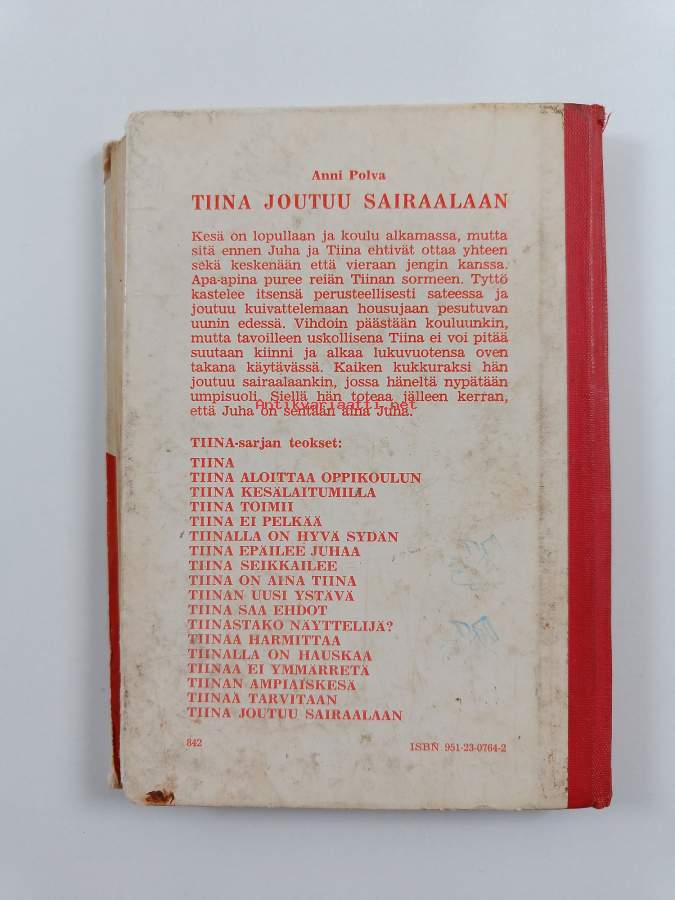 Anni Polva
TIINA JOUTUU SAIRAALAAN
Kesä on lopullaan ja koulu alkamassa, mutta
sitä ennen Juha ja Tiina ehtivät ottaa yhteen
sekä keskenään että vieraan jengin kanssa.
Apa-apina puree reiän Tiinan sormeen. Tyttö
kastelee itsensä perusteellisesti sateessa ja
joutuu kuivattelemaan housujaan pesutuvan
uunin edessä. Vihdoin päästään kouluunkin,
mutta tavoilleen uskollisena Tiina ei voi pitää
suutaan kiinni ja alkaa lukuvuotensa oven
takana käytävässä. Kaiken kukkuraksi hän
joutuu sairaalaankin, jossa häneltä nypätään
umpisuoli. Siellä hän toteaa jälleen kerran,
Antikvariaatti.net
että Juha on sentään aina Juha.
TIINA-sarjan teokset:
TIINA
TIINA ALOITTAA OPPIKOULUN
TIINA KESÄLAITUMILLA
TIINA TOIMII
TIINA EI PELKÄÄ
TIINALLA ON HYVÄ SYDÄN
TIINA EPÄILEE JUHAA
TIINA SEIKKAILEE
TIINA ON AINA TIINA
TIINAN UUSI YSTÄVÄ
TIINA SAA EHDOT
TIINASTAKO NÄYTTELIJÄ?
TIINAA HARMITTAA
TIINALLA ON HAUSKAA
TIINAA EI YMMÄRRETÄ
TIINAN AMPIAISKESÄ
TIINAA TARVITAAN
TIINA JOUTUU SAIRAALAAN
842
ISBN 951-23-0764-2